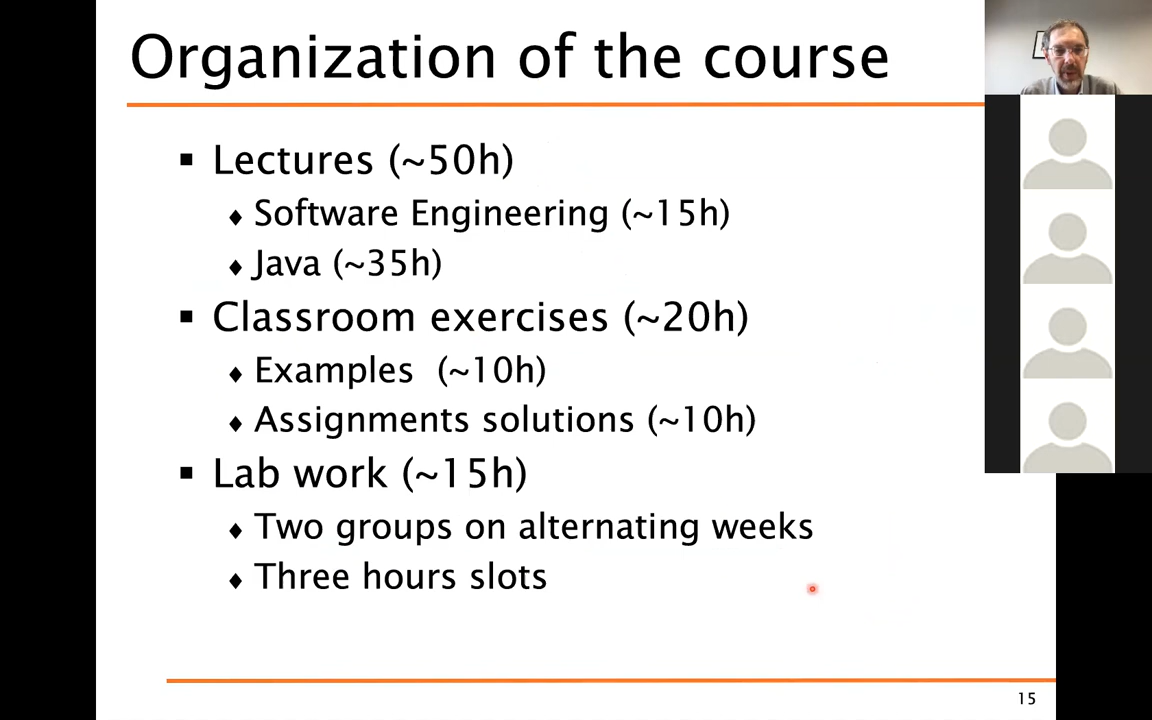 Organization of the course
▪ Lectures (~50h)
♦ Software Engineering (~15h)
♦ Java (~35h)
▪ Classroom exercises (~20h)
♦ Examples (~10h)
♦ Assignments solutions (~10h)
▪ Lab work (~15h)
♦ Two groups on alternating weeks
♦ Three hours slots
15